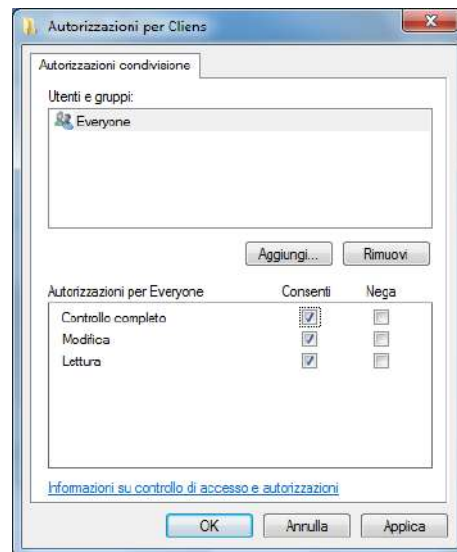 Autorizzazioni per Cliens
Autorizzazioni condivisione
Utenti e gruppi:
Everyone
Aggiungi... Rimuovi
Autorizzazioni per Everyone Consenti Nega
Controllo completo
Modifica
Lettura
Informazioni su controllo di accesso e autorizzazioni
OK Annulla Applica